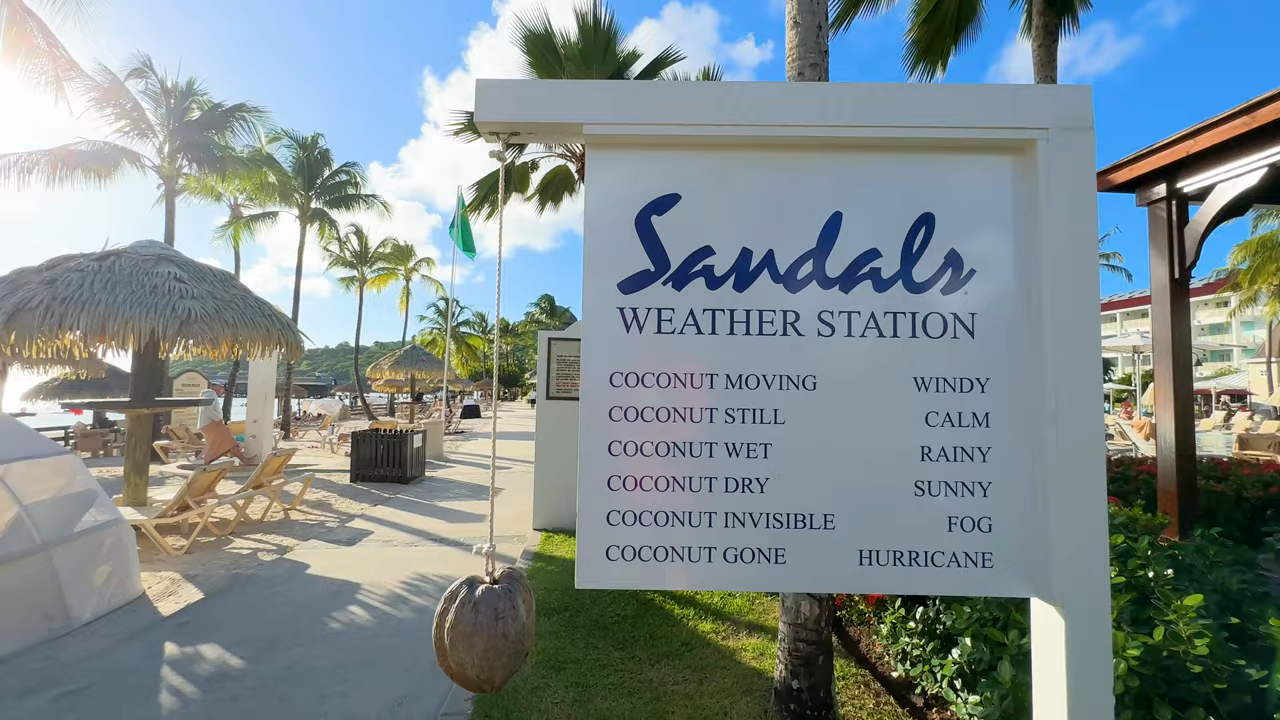 Sandals
WEATHER STATION
COCONUT MOVING WINDY
COCONUT STILL CALM
COCONUT WET RAINY
COCONUT DRY SUNNY
COCONUT INVISIBLE FOG
COCONUT GONE HURRICANE